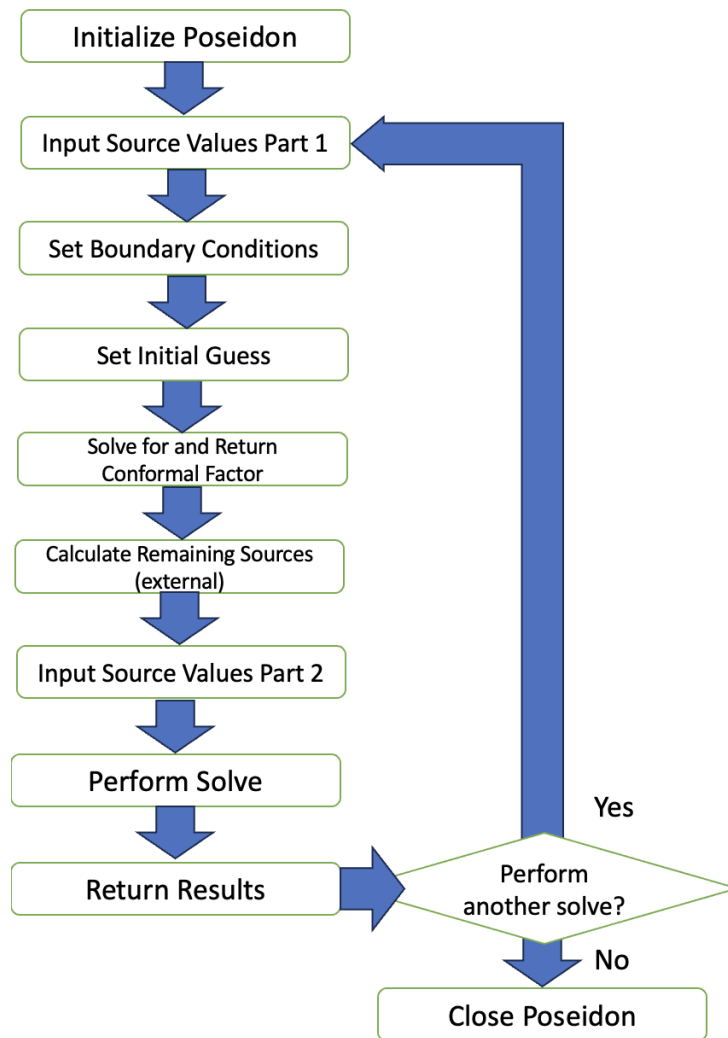 Initialize Poseidon
Input Source Values Part 1
Set Boundary Conditions
Set Initial Guess
Solve for and Return
Conformal Factor
Calculate Remaining Sources
(external)
Input Source Values Part 2
Perform Solve
Return Results
Perform
another solve?
Yes
No
Close Poseidon